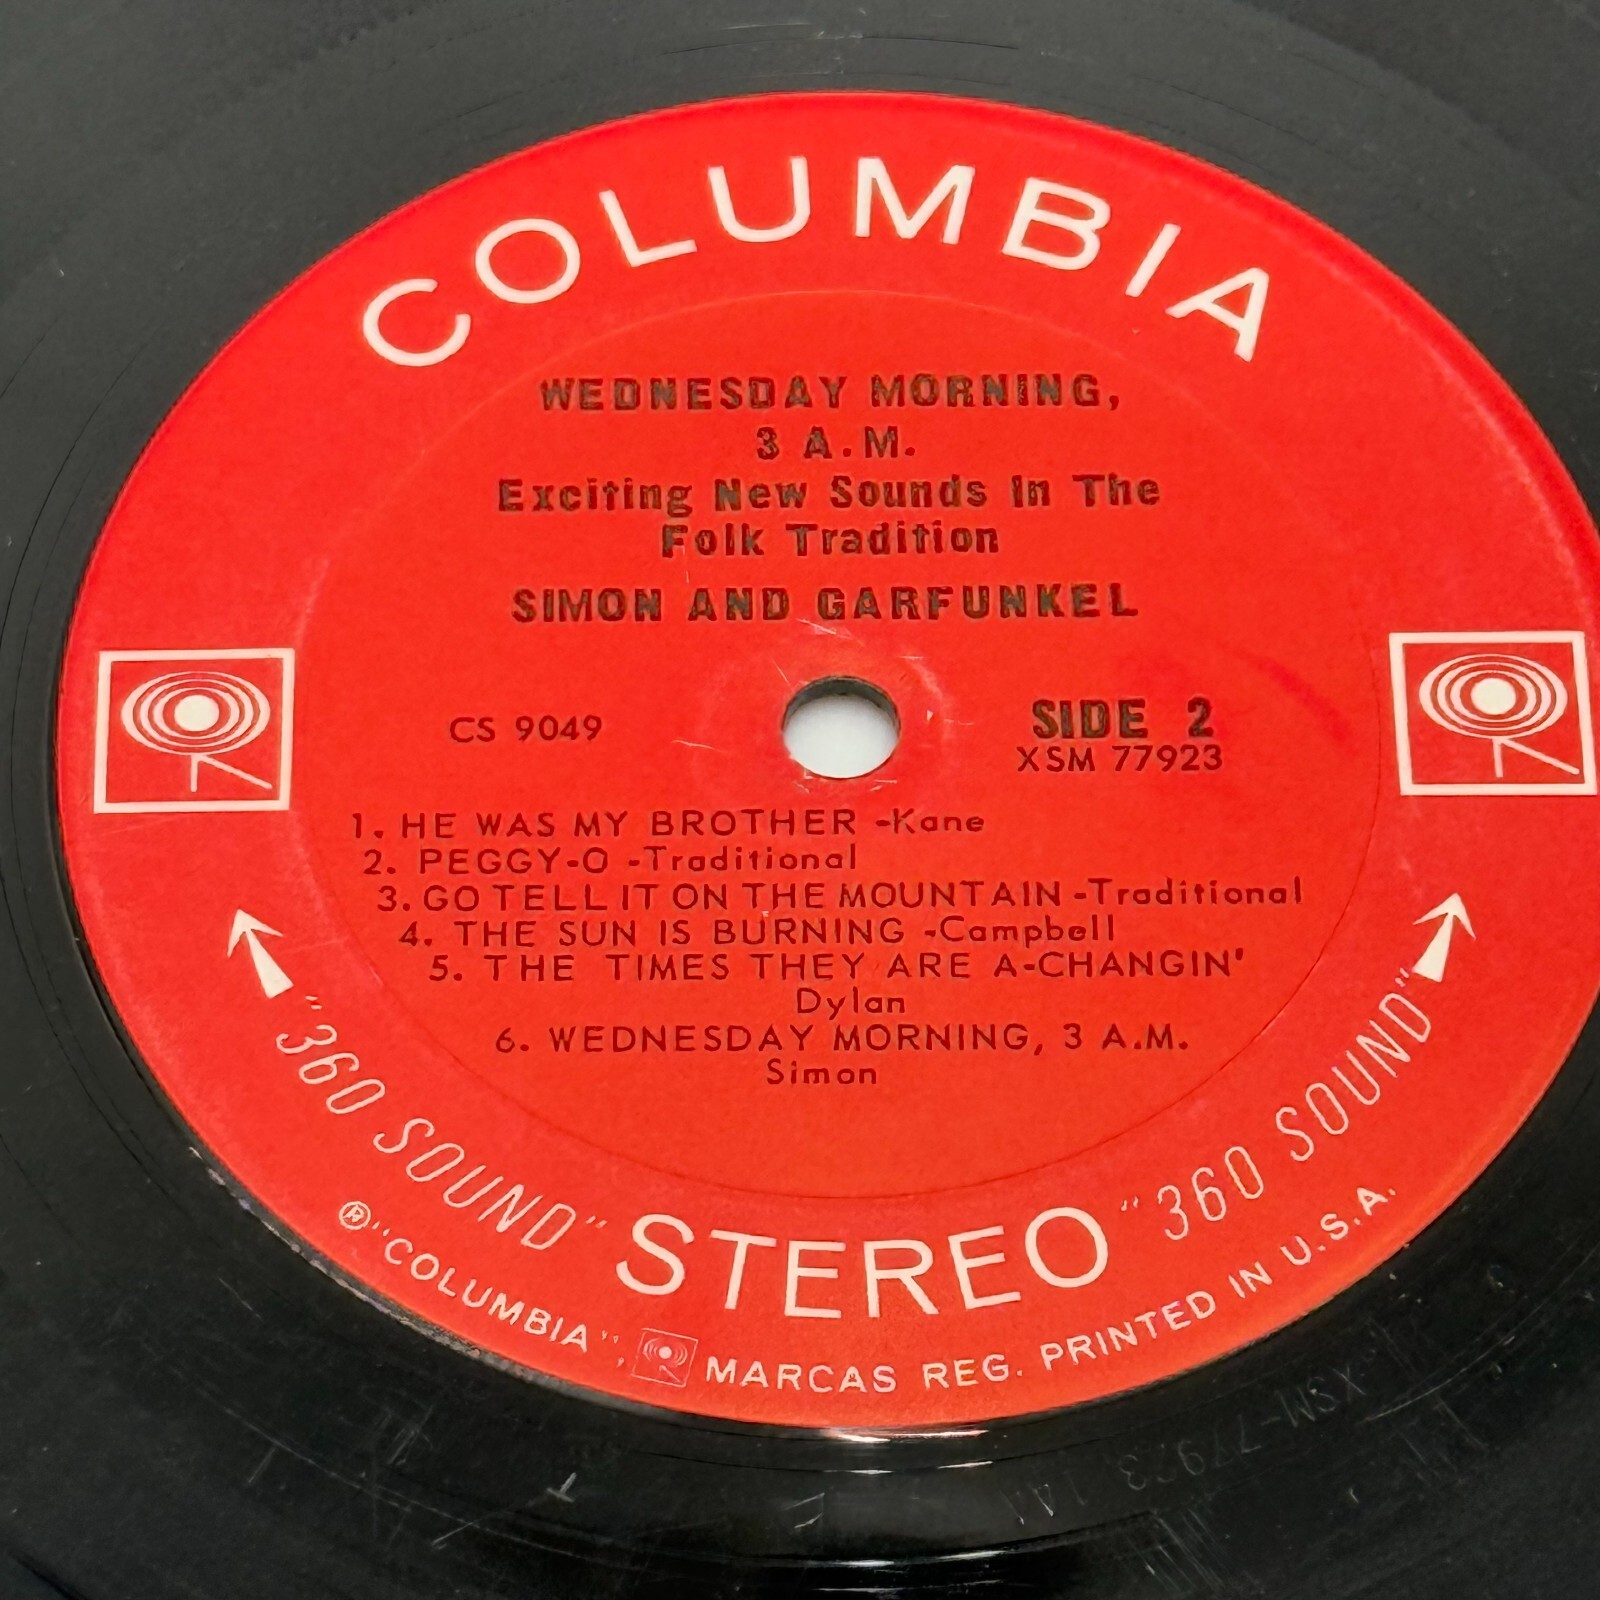 COLUMBIA
WEDNESDAY MORNING,
3 A.M.
Exciting New Sounds In The
Folk Tradition
SIMON AND GARFUNKEL
CS 9049
SIDE 2
XSM 77923
1. HE WAS MY BROTHER -Kane
2. PEGGY-O -Traditional
3. GO TELL IT ON THE MOUNTAIN -Traditional
4. THE SUN IS BURNING -Campbell
5. THE TIMES THEY ARE A-CHANGIN'
Dylan
6. WEDNESDAY MORNING, 3 A.M.
Simon
"360 SOUND" STEREO "360 SOUND"
® "COLUMBIA", MARCAS REG. PRINTED IN U.S.A.
XSM-77923